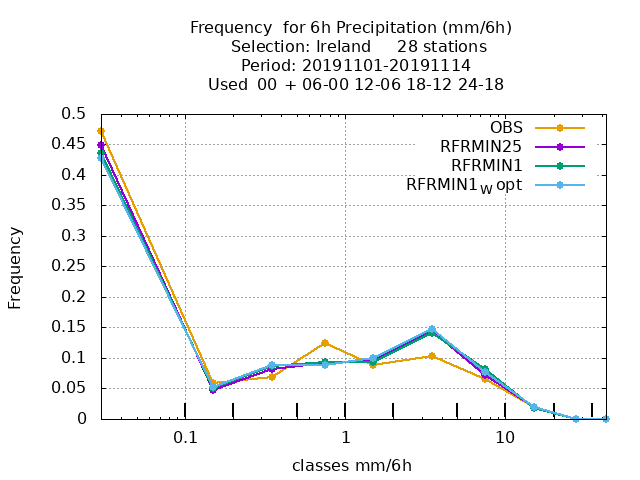 Frequency  for 6h Precipitation (mm/6h)
Selection: Ireland     28 stations
Period: 20191101-20191114
Used  00 + 06-00 12-06 18-12 24-18
0.5
0.45
0.4
0.35
0.3
0.25
0.2
0.15
0.1
0.05
0
Frequency
OBS
RFRMIN25
RFRMIN1
RFRMIN1w opt
0.1
1
10
classes mm/6h